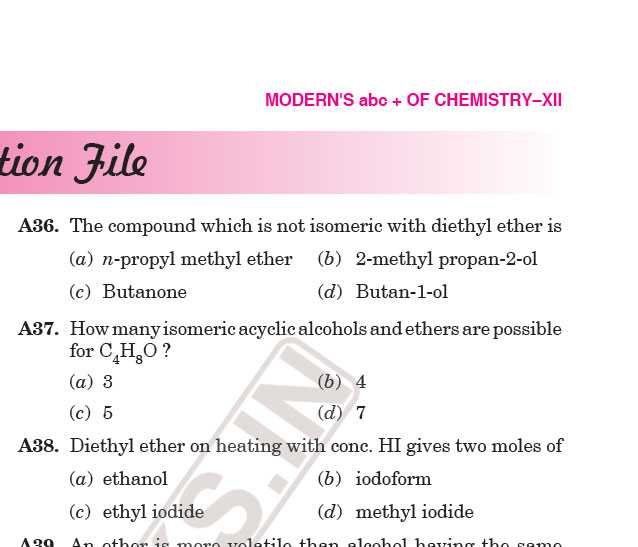 MODERN'S abc + OF CHEMISTRY–XII
tion File
A36. The compound which is not isomeric with diethyl ether is
(a) n-propyl methyl ether (b) 2-methyl propan-2-ol
(c) Butanone (d) Butan-1-ol
A37. How many isomeric acyclic alcohols and ethers are possible
for C₄H₈O ?
(a) 3 (b) 4
(c) 5 (d) 7
A38. Diethyl ether on heating with conc. HI gives two moles of
(a) ethanol (b) iodoform
(c) ethyl iodide (d) methyl iodide
A39. An ether is more volatile than alcohol having the same
S.IN